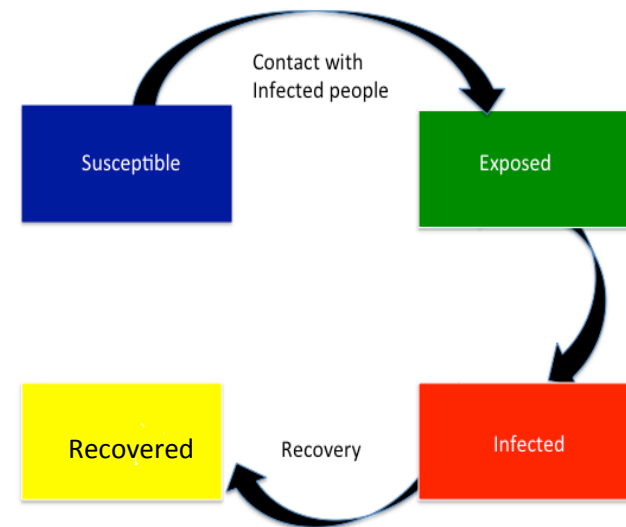 Contact with
Infected people
Susceptible
Exposed
Recovered
Recovery
Infected